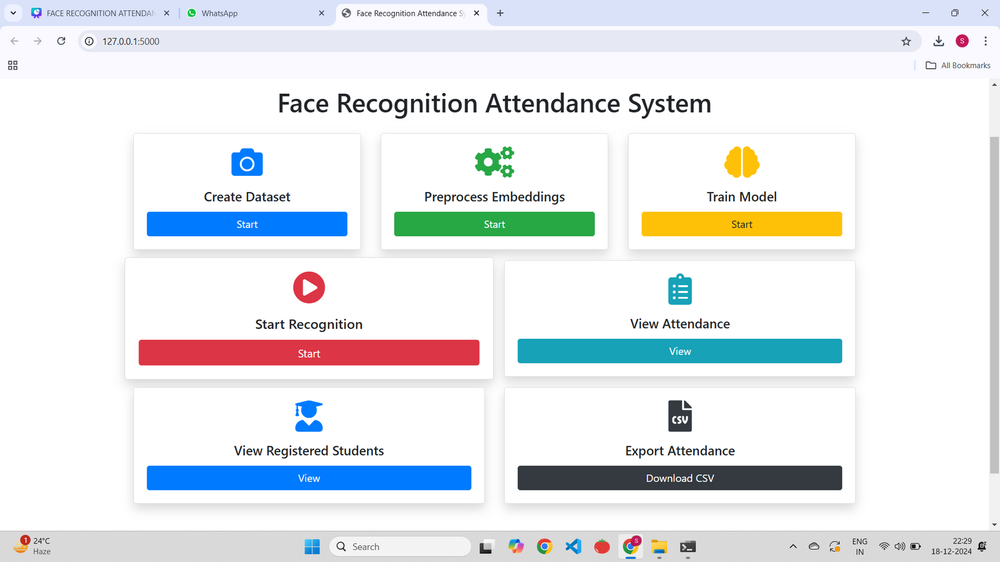 FACE RECOGNITION ATTENDAN
WhatsApp
Face Recognition Attendance Sy
127.0.0.1:5000
S
All Bookmarks
Face Recognition Attendance System
Create Dataset
Start
Preprocess Embeddings
Start
Train Model
Start
Start Recognition
Start
View Attendance
View
View Registered Students
View
CSV
Export Attendance
Download CSV
1
24°C
Haze
Search
S
ENG
IN
22:29
18-12-2024